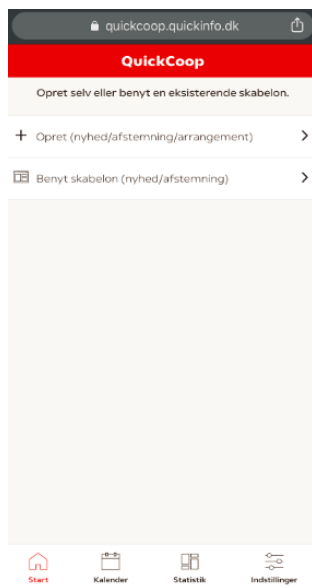 quickcoop.quickinfo.dk
QuickCoop
Opret selv eller benyt en eksisterende skabelon.
Opret (nyhed/afstemning/arrangement)
Benyt skabelon (nyhed/afstemning)
Start Kalender Statistik Indstillinger